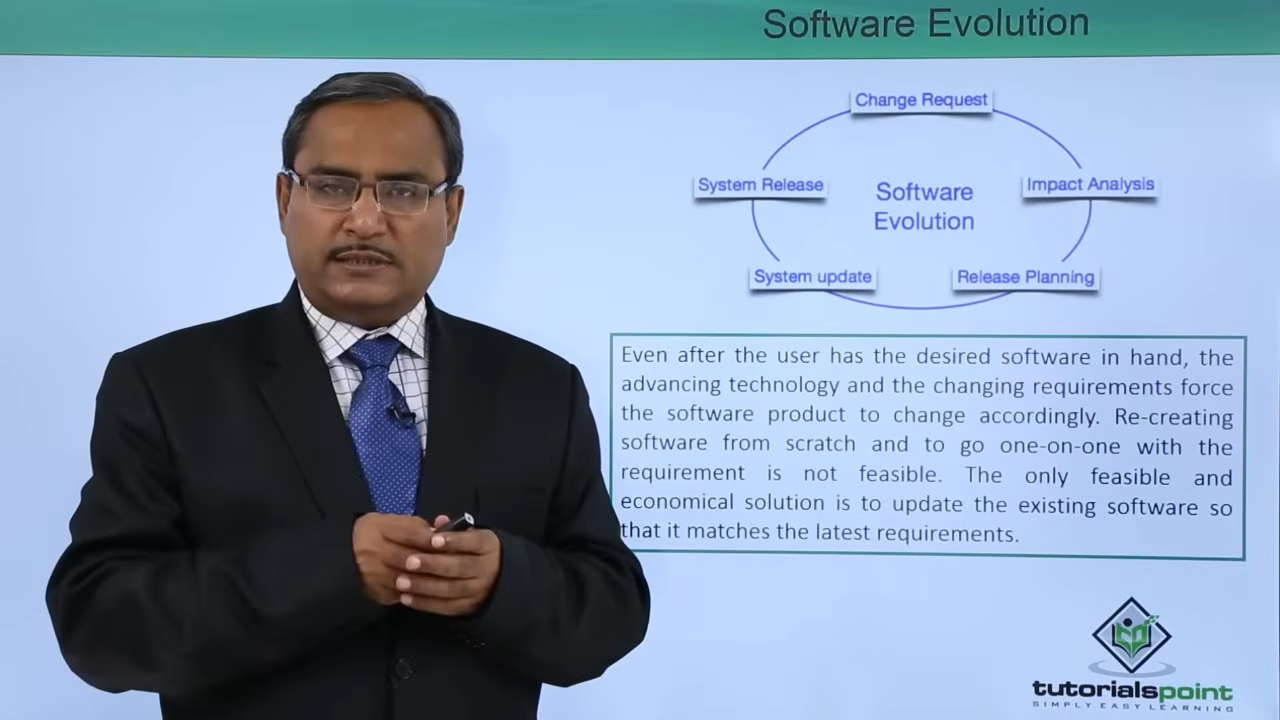 Software Evolution
Change Request
System Release
Impact Analysis
Software
Evolution
System update
Release Planning
Even after the user has the desired software in hand, the
advancing technology and the changing requirements force
the software product to change accordingly. Re-creating
software from scratch and to go one-on-one with the
requirement is not feasible. The only feasible and
economical solution is to update the existing software so
that it matches the latest requirements.
tutorialspoint
SIMPLY EASY LEARNING